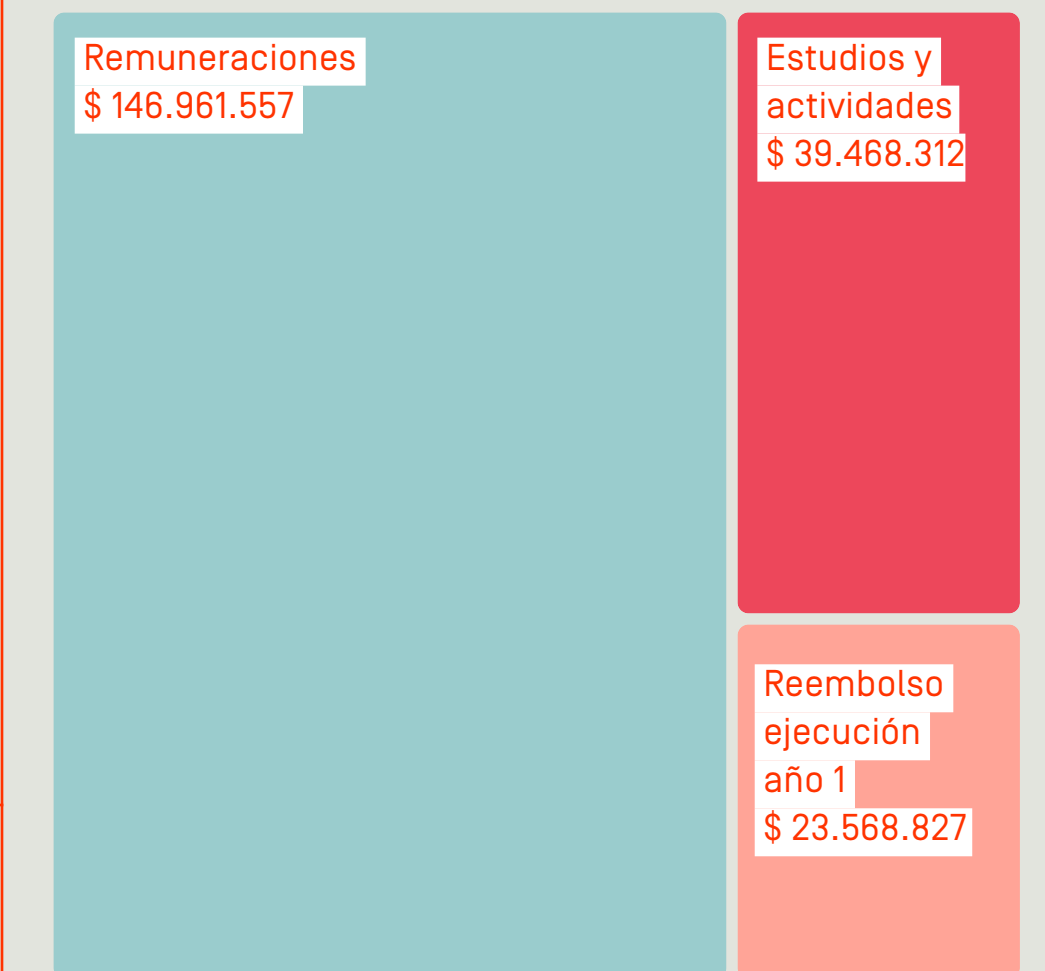 Remuneraciones
$ 146.961.557
Estudios y
actividades
$ 39.468.312
Reembolso
ejecución
año 1
$ 23.568.827